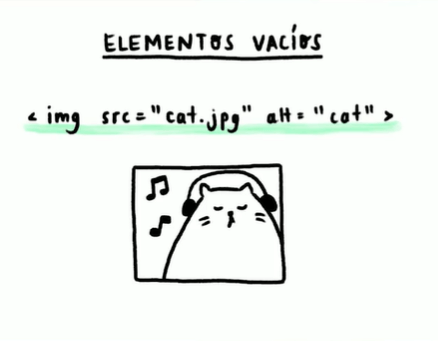 ELEMENTOS VACÍOS
< img src="cat.jpg" alt="cat" >